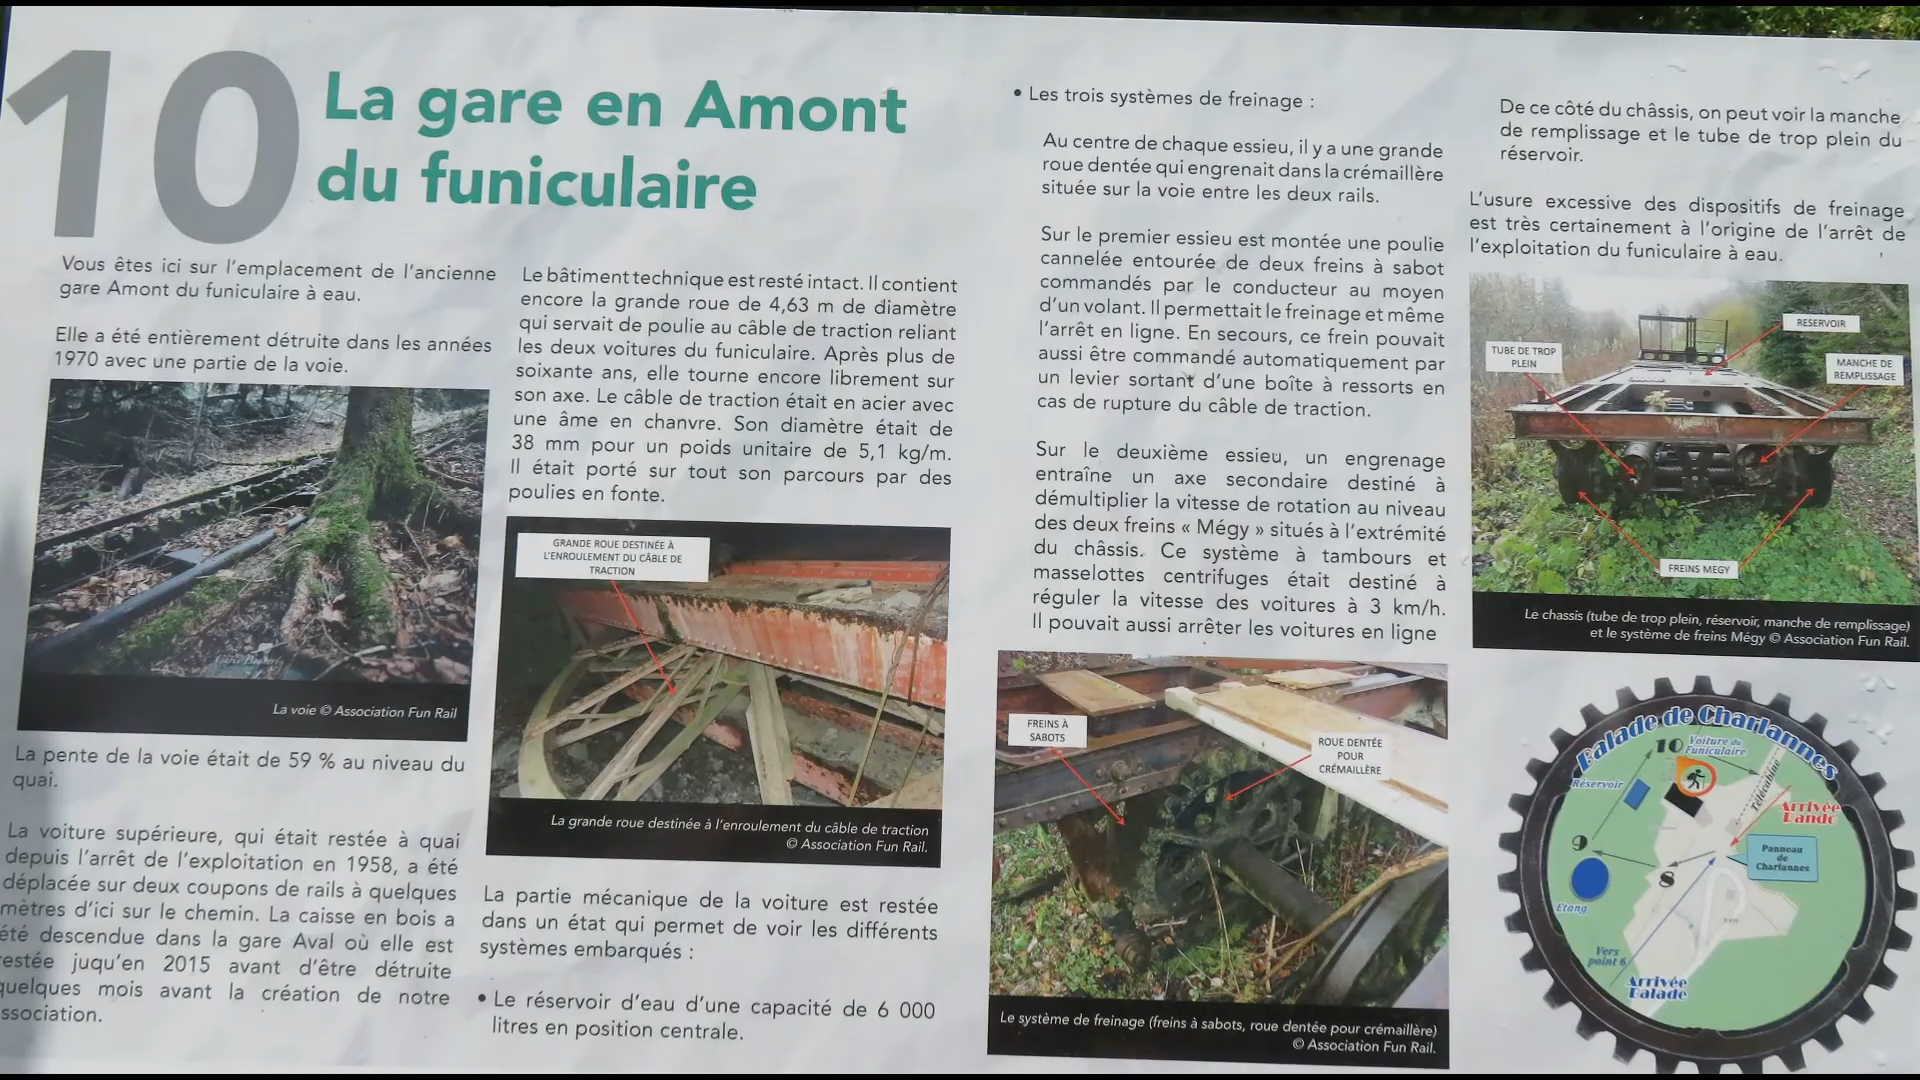 10
La gare en Amont
du funiculaire
Vous êtes ici sur l'emplacement de l'ancienne
gare Amont du funiculaire à eau.
Elle a été entièrement détruite dans les années
1970 avec une partie de la voie.
La voie © Association Fun Rail
La pente de la voie était de 59 % au niveau du
quai.
La voiture supérieure, qui était restée à quai
depuis l'arrêt de l'exploitation en 1958, a été
déplacée sur deux coupons de rails à quelques
mètres d'ici sur le chemin. La caisse en bois a
été descendue dans la gare Aval où elle est
restée juqu'en 2015 avant d'être détruite
quelques mois avant la création de notre
ssociation.
Le bâtiment technique est resté intact. Il contient
encore la grande roue de 4,63 m de diamètre
qui servait de poulie au câble de traction reliant
les deux voitures du funiculaire. Après plus de
soixante ans, elle tourne encore librement sur
son axe. Le câble de traction était en acier avec
une âme en chanvre. Son diamètre était de
38 mm pour un poids unitaire de 5,1 kg/m.
Il était porté sur tout son parcours par des
poulies en fonte.
GRANDE ROUE DESTINÉE À
L'ENROULEMENT DU CÂBLE DE
TRACTION
La grande roue destinée à l'enroulement du câble de traction
© Association Fun Rail.
La partie mécanique de la voiture est restée
dans un état qui permet de voir les différents
systèmes embarqués :
• Le réservoir d'eau d'une capacité de 6 000
litres en position centrale.
• Les trois systèmes de freinage :
Au centre de chaque essieu, il y a une grande
roue dentée qui engrenait dans la crémaillère
située sur la voie entre les deux rails.
Sur le premier essieu est montée une poulie
cannelée entourée de deux freins à sabot
commandés par le conducteur au moyen
d'un volant. Il permettait le freinage et même
l'arrêt en ligne. En secours, ce frein pouvait
aussi être commandé automatiquement par
un levier sortant d'une boîte à ressorts en
cas de rupture du câble de traction.
Sur le deuxième essieu, un engrenage
entraîne un axe secondaire destiné à
démultiplier la vitesse de rotation au niveau
des deux freins « Mégy » situés à l'extrémité
du châssis. Ce système à tambours et
masselottes centrifuges était destiné à
réguler la vitesse des voitures à 3 km/h.
Il pouvait aussi arrêter les voitures en ligne
FREINS À
SABOTS
ROUE DENTÉE
POUR
CRÉMAILLÈRE
Le système de freinage (freins à sabots, roue dentée pour crémaillère)
© Association Fun Rail.
De ce côté du châssis, on peut voir la manche
de remplissage et le tube de trop plein du
réservoir.
L'usure excessive des dispositifs de freinage
est très certainement à l'origine de l'arrêt de
l'exploitation du funiculaire à eau.
RESERVOIR
TUBE DE TROP
PLEIN
MANCHE DE
REMPLISSAGE
FREINS MEGY
Le chassis (tube de trop plein, réservoir, manche de remplissage)
et le système de freins Mégy © Association Fun Rail.
Balade de Charlannes
10
Voiture du
Funiculaire
Réservoir
Télécabine
Arrivée
Rando
Panneau
de
Charlannes
9
8
Etang
Vers
point 6
Arrivée
Balade